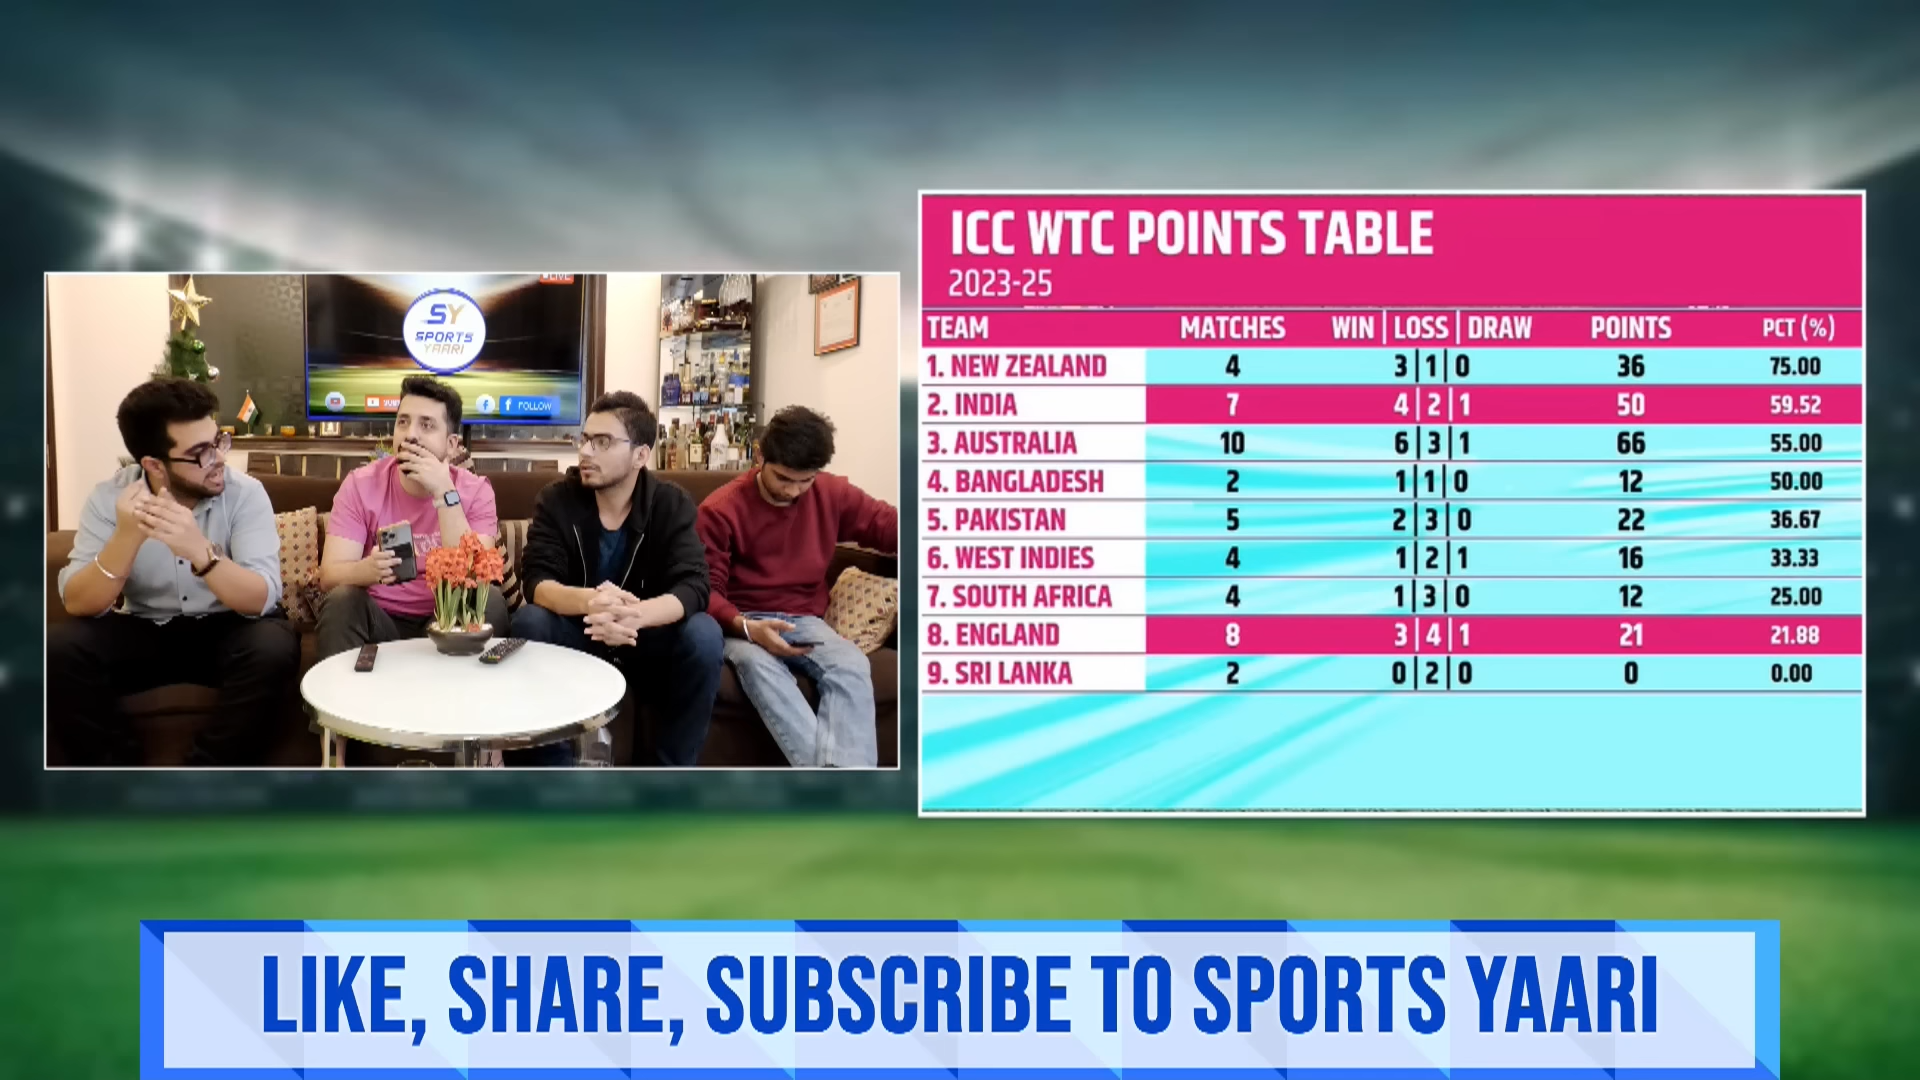 SY
SPORTS
YAARI
FOLLOW
ICC WTC POINTS TABLE
2023-25
TEAM MATCHES WIN | LOSS | DRAW POINTS PCT (%)
1. NEW ZEALAND 4 3|1|0 36 75.00
2. INDIA 7 4|2|1 50 59.52
3. AUSTRALIA 10 6|3|1 66 55.00
4. BANGLADESH 2 1|1|0 12 50.00
5. PAKISTAN 5 2|3|0 22 36.67
6. WEST INDIES 4 1|2|1 16 33.33
7. SOUTH AFRICA 4 1|3|0 12 25.00
8. ENGLAND 8 3|4|1 21 21.88
9. SRI LANKA 2 0|2|0 0 0.00
LIKE, SHARE, SUBSCRIBE TO SPORTS YAARI